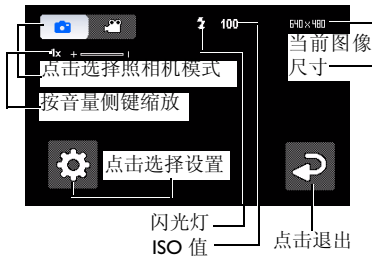 100
640×480
1x
当前图像
尺寸
点击选择照相机模式
按音量侧键缩放
点击选择设置
闪光灯
ISO 值
点击退出